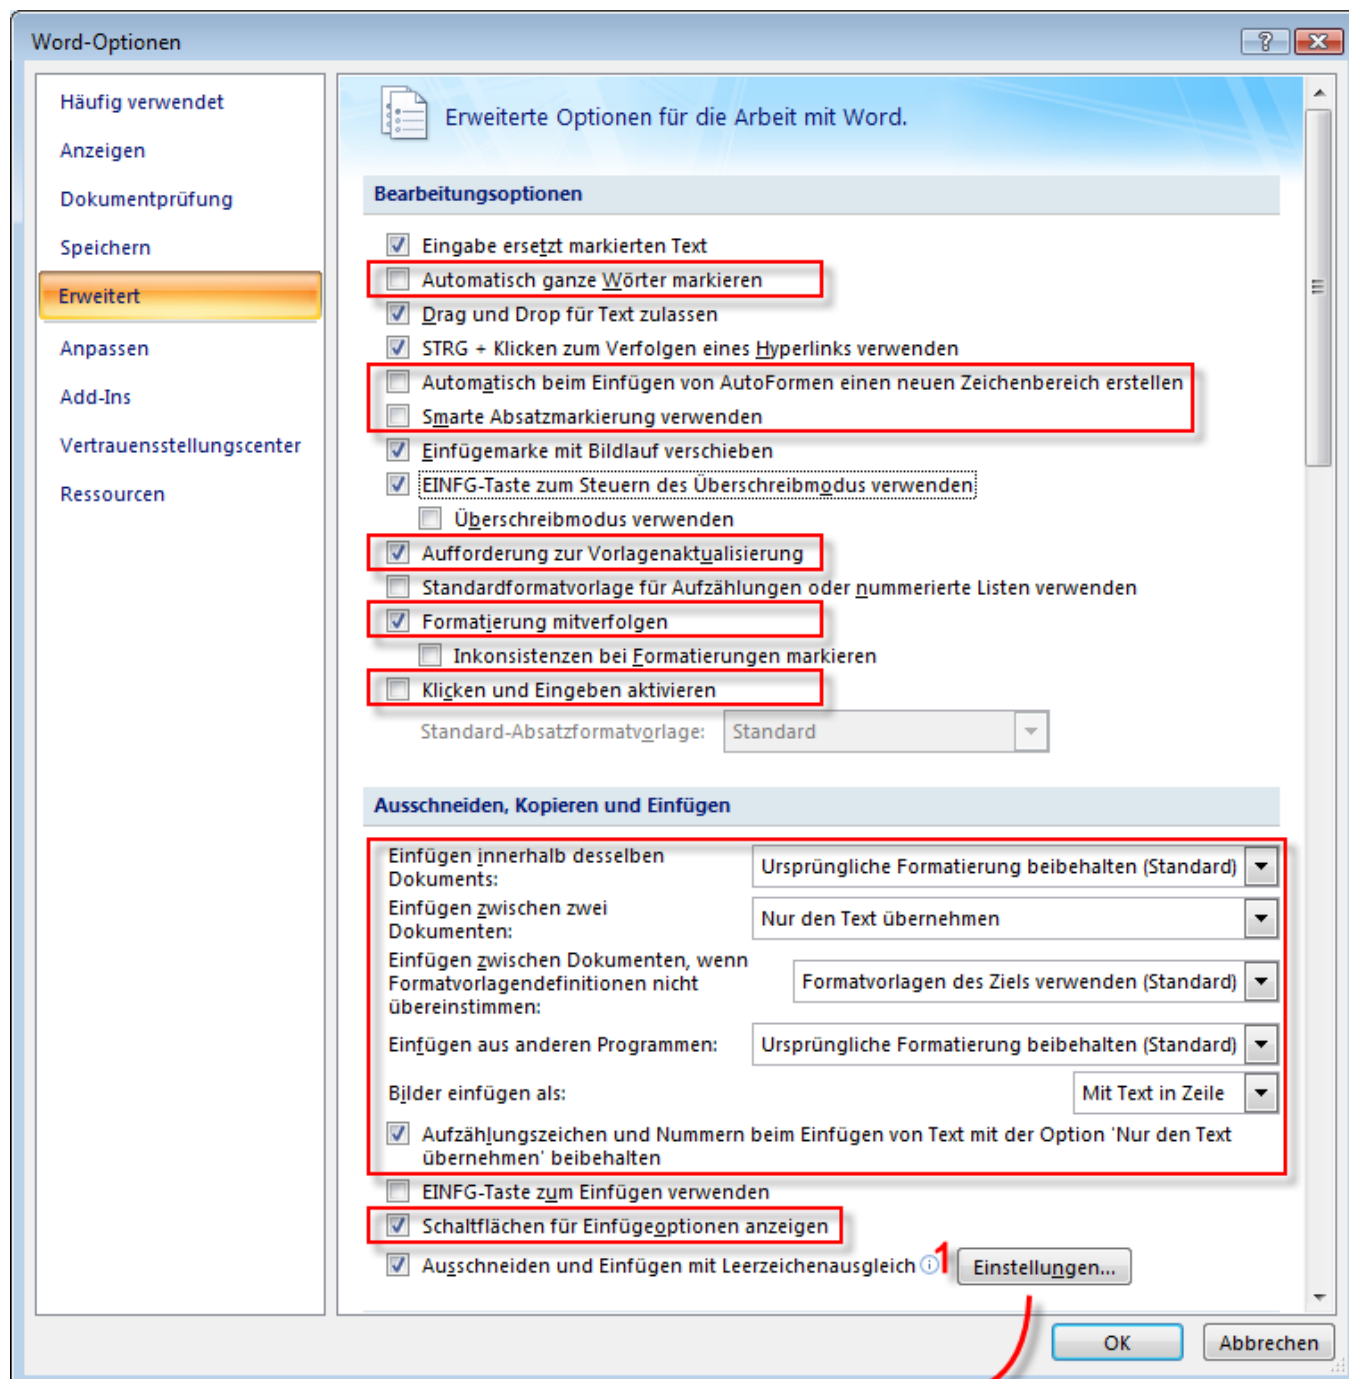 Word-Optionen
Häufig verwendet
Anzeigen
Dokumentprüfung
Speichern
Erweitert
Anpassen
Add-Ins
Vertrauensstellungscenter
Ressourcen
Erweiterte Optionen für die Arbeit mit Word.
Bearbeitungsoptionen
Eingabe ersetzt markierten Text
Automatisch ganze Wörter markieren
Drag und Drop für Text zulassen
STRG + Klicken zum Verfolgen eines Hyperlinks verwenden
Automatisch beim Einfügen von AutoFormen einen neuen Zeichenbereich erstellen
Smarte Absatzmarkierung verwenden
Einfügemarke mit Bildlauf verschieben
EINFG-Taste zum Steuern des Überschreibmodus verwenden
Überschreibmodus verwenden
Aufforderung zur Vorlagenaktualisierung
Standardformatvorlage für Aufzählungen oder nummerierte Listen verwenden
Formatierung mitverfolgen
Inkonsistenzen bei Formatierungen markieren
Klicken und Eingeben aktivieren
Standard-Absatzformatvorlage: Standard
Ausschneiden, Kopieren und Einfügen
Einfügen innerhalb desselben
Dokuments:
Ursprüngliche Formatierung beibehalten (Standard)
Einfügen zwischen zwei
Dokumenten:
Nur den Text übernehmen
Einfügen zwischen Dokumenten, wenn
Formatvorlagendefinitionen nicht
übereinstimmen:
Formatvorlagen des Ziels verwenden (Standard)
Einfügen aus anderen Programmen: Ursprüngliche Formatierung beibehalten (Standard)
Bilder einfügen als: Mit Text in Zeile
Aufzählungszeichen und Nummern beim Einfügen von Text mit der Option 'Nur den Text
übernehmen' beibehalten
EINFG-Taste zum Einfügen verwenden
Schaltflächen für Einfügeoptionen anzeigen
Ausschneiden und Einfügen mit Leerzeichenausgleich 1 Einstellungen...
OK Abbrechen